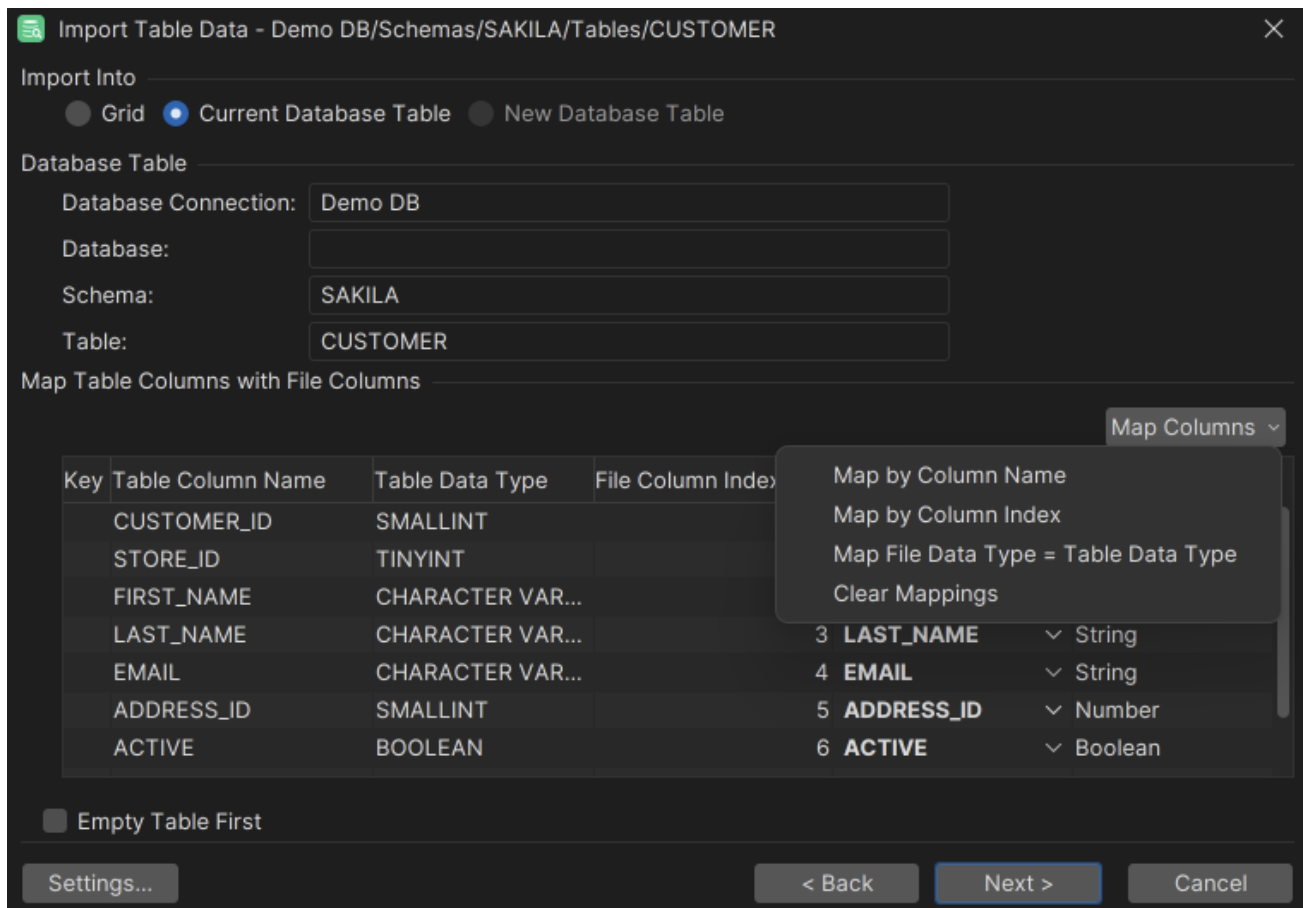 Import Table Data - Demo DB/Schemas/SAKILA/Tables/CUSTOMER
Import Into
Grid Current Database Table New Database Table
Database Table
Database Connection: Demo DB
Database:
Schema: SAKILA
Table: CUSTOMER
Map Table Columns with File Columns
Map Columns
Map by Column Name
Map by Column Index
Map File Data Type = Table Data Type
Clear Mappings
Key Table Column Name Table Data Type File Column Index
CUSTOMER_ID SMALLINT
STORE_ID TINYINT
FIRST_NAME CHARACTER VAR...
LAST_NAME CHARACTER VAR... 3 LAST_NAME String
EMAIL CHARACTER VAR... 4 EMAIL String
ADDRESS_ID SMALLINT 5 ADDRESS_ID Number
ACTIVE BOOLEAN 6 ACTIVE Boolean
Empty Table First
Settings... < Back Next > Cancel